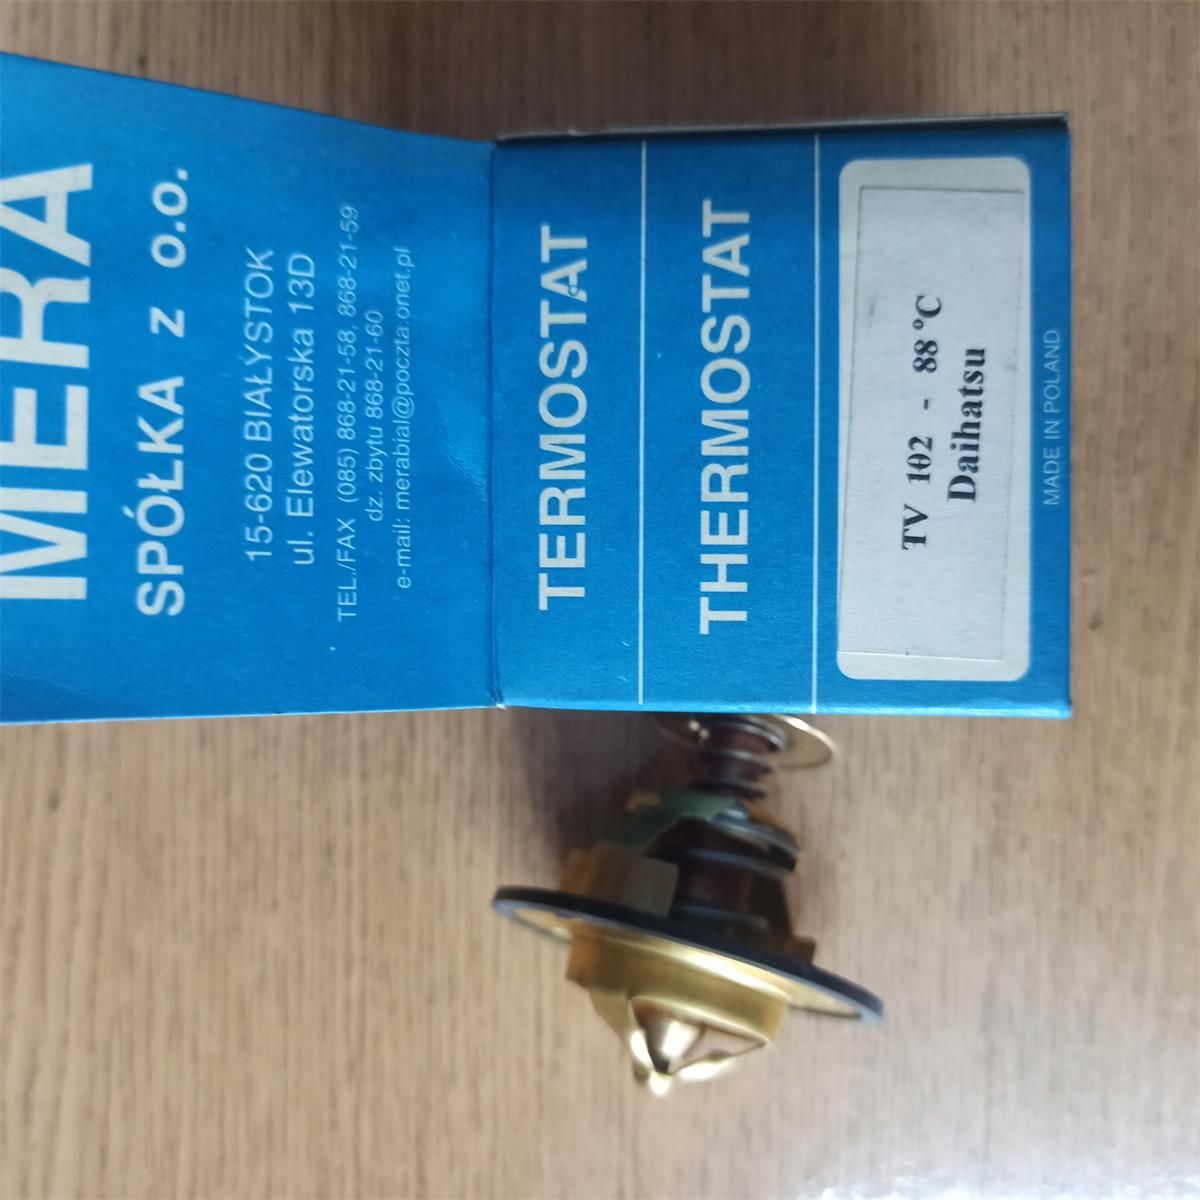 MERA
SPÓŁKA z o.o.
15-620 BIAŁYSTOK
ul. Elewatorska 13D
TEL./FAX (085) 868-21-58, 868-21-59
dz. zbytu 868-21-60
e-mail: merabial@poczta.onet.pl
TERMOSTAT
THERMOSTAT
TV 102 - 88°C
Daihatsu
MADE IN POLAND